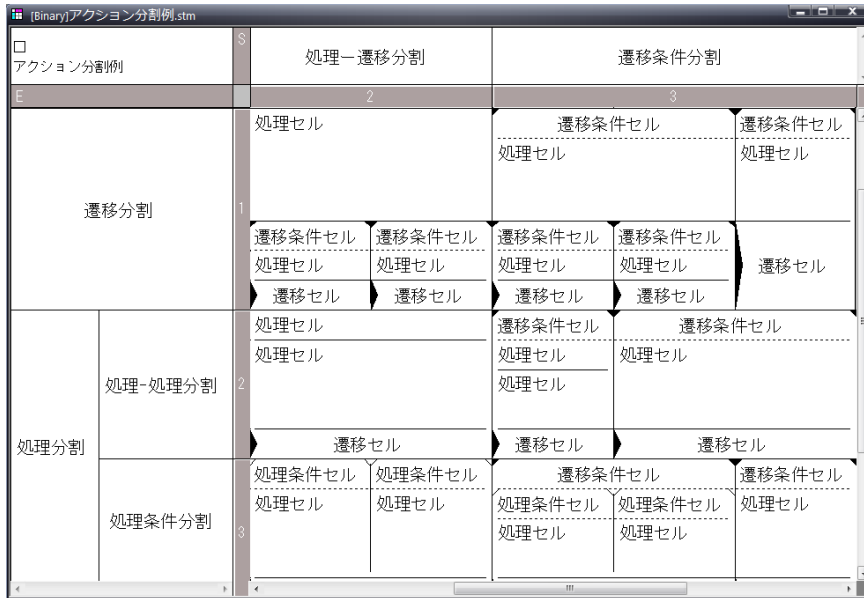 [Binary]アクション分割例.stm
アクション分割例
S
処理ー遷移分割
遷移条件分割
E
2
3
遷移分割
1
処理セル
遷移条件セル
遷移条件セル
処理セル
処理セル
遷移条件セル
遷移条件セル
遷移条件セル
遷移条件セル
処理セル
処理セル
処理セル
処理セル
遷移セル
遷移セル
遷移セル
遷移セル
遷移セル
処理分割
処理-処理分割
2
処理セル
遷移条件セル
遷移条件セル
処理セル
処理セル
処理セル
処理セル
遷移セル
遷移セル
遷移セル
処理条件分割
3
処理条件セル
処理条件セル
遷移条件セル
遷移条件セル
処理セル
処理セル
処理条件セル
処理条件セル
処理セル
処理セル
処理セル